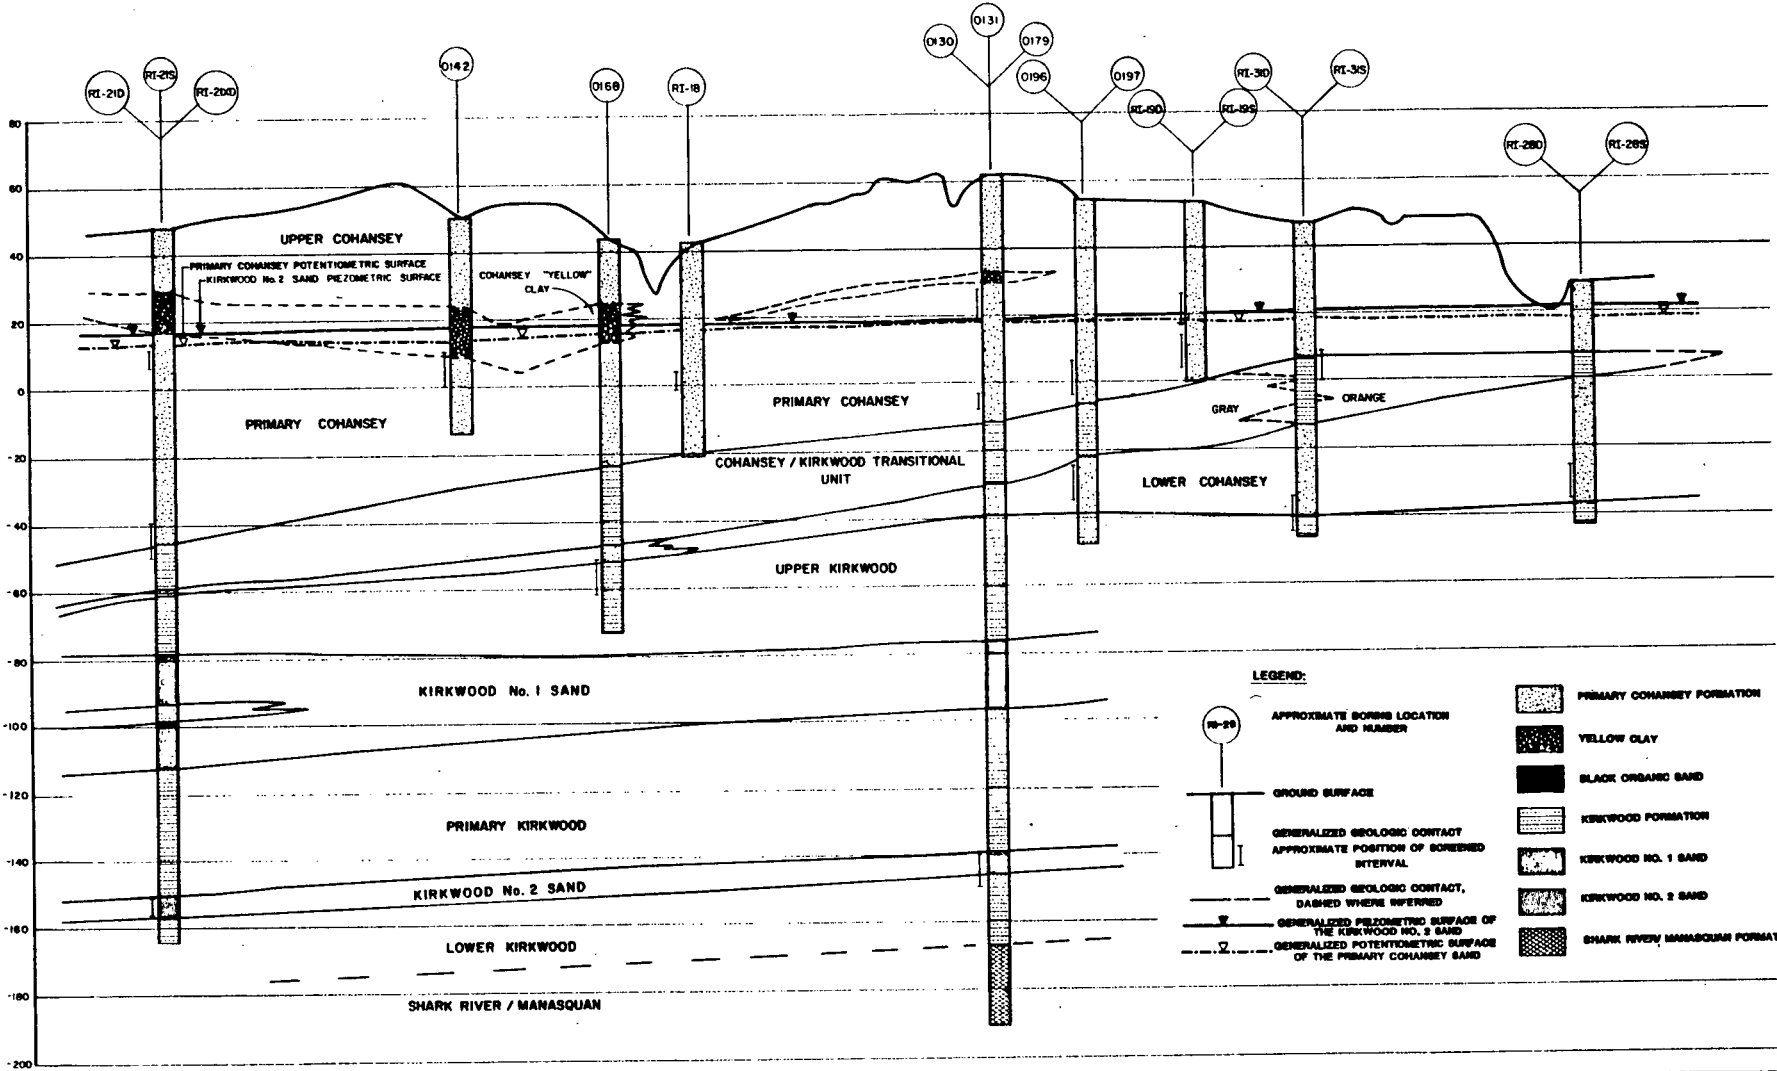 0131
0130
0179
RI-21S
RI-21D
RI-21XD
0142
0168
RI-18
0196
0197
RI-31D
RI-31S
RI-19D
RI-19S
RI-28D
RI-28S
80
60
40
20
0
-20
-40
-60
-80
-100
-120
-140
-160
-180
-200
UPPER COHANSEY
PRIMARY COHANSEY POTENTIOMETRIC SURFACE
KIRKWOOD No. 2 SAND PIEZOMETRIC SURFACE
COHANSEY "YELLOW"
CLAY
PRIMARY COHANSEY
PRIMARY COHANSEY
GRAY
ORANGE
COHANSEY / KIRKWOOD TRANSITIONAL
UNIT
LOWER COHANSEY
UPPER KIRKWOOD
KIRKWOOD No. 1 SAND
PRIMARY KIRKWOOD
KIRKWOOD No. 2 SAND
LOWER KIRKWOOD
SHARK RIVER / MANASQUAN
LEGEND:
RI-29
APPROXIMATE BORING LOCATION
AND NUMBER
GROUND SURFACE
GENERALIZED GEOLOGIC CONTACT
APPROXIMATE POSITION OF SCREENED
INTERVAL
GENERALIZED GEOLOGIC CONTACT,
DASHED WHERE INFERRED
GENERALIZED PIEZOMETRIC SURFACE OF
THE KIRKWOOD NO. 2 SAND
GENERALIZED POTENTIOMETRIC SURFACE
OF THE PRIMARY COHANSEY SAND
PRIMARY COHANSEY FORMATION
YELLOW CLAY
BLACK ORGANIC SAND
KIRKWOOD FORMATION
KIRKWOOD NO. 1 SAND
KIRKWOOD NO. 2 SAND
SHARK RIVER/ MANASQUAN FORMAT